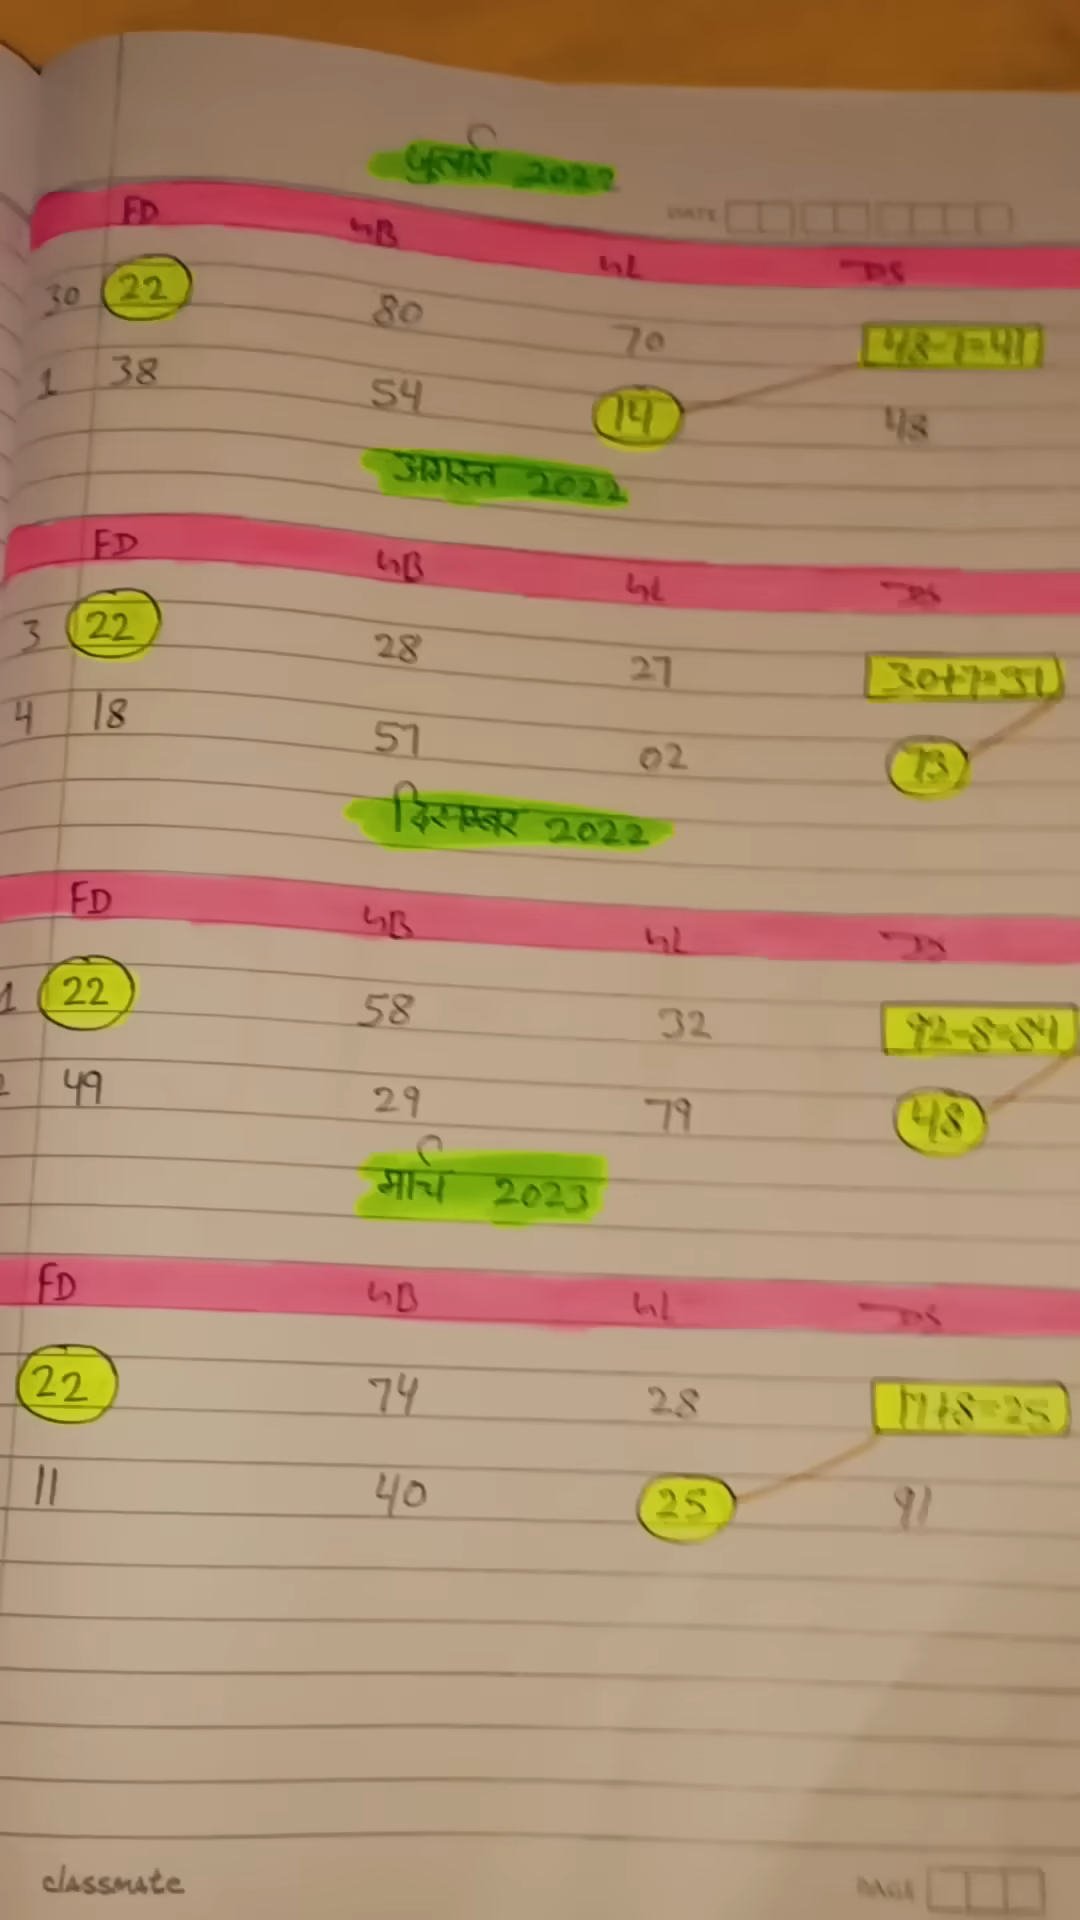 जुलाई 2022
DATE
FD GB GL DS
30 22 80 70 48-7=41
1 38 54 14 48
अगस्त 2022
FD GB GL DS
3 22 28 27 30+7=37
4 18 57 02 73
दिसम्बर 2022
FD GB GL DS
1 22 58 32 92-8=84
2 49 29 79 48
मार्च 2023
FD GB GL DS
22 74 28 17+8=25
11 40 25 91
classmate
PAGE